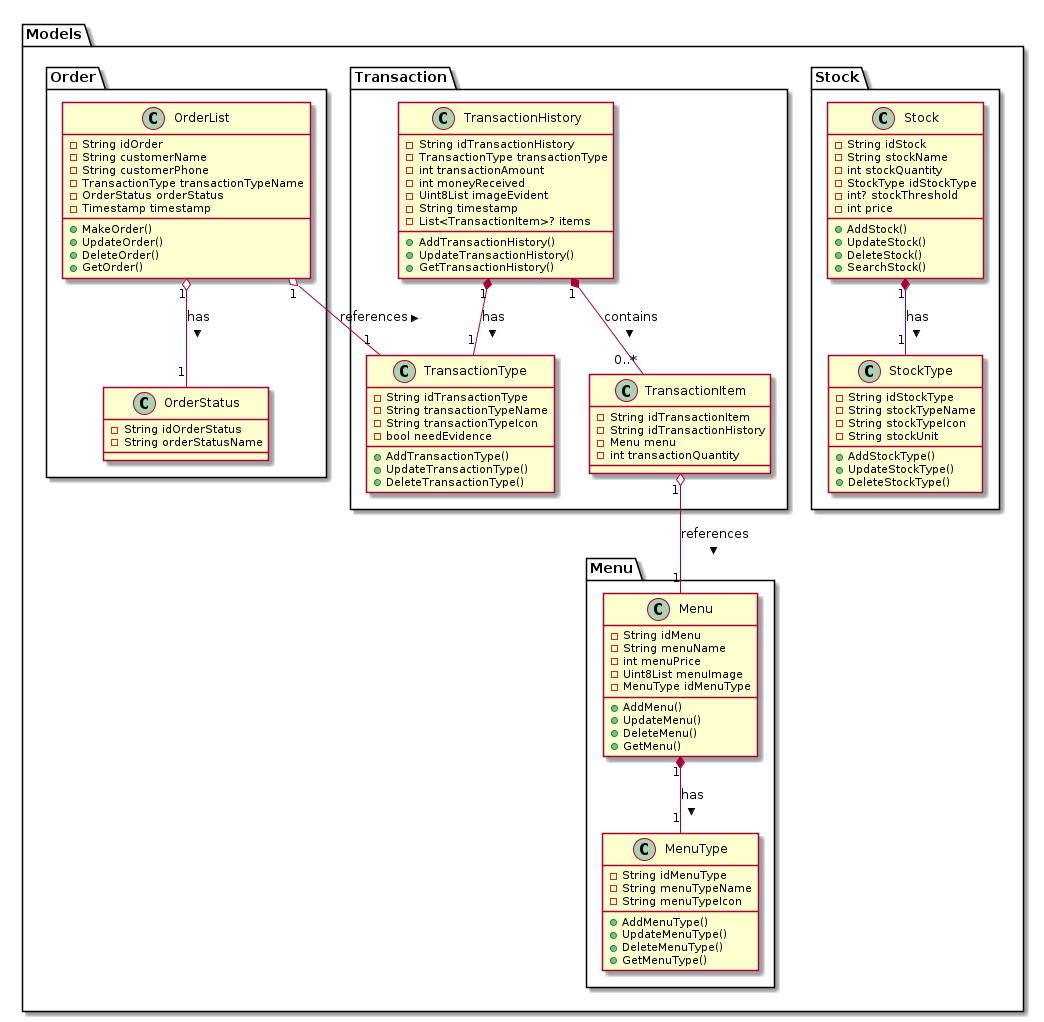 Models
Order
OrderList
String idOrder
String customerName
String customerPhone
TransactionType transactionTypeName
OrderStatus orderStatus
Timestamp timestamp
MakeOrder()
UpdateOrder()
DeleteOrder()
GetOrder()
1
has
▼
1
OrderStatus
String idOrderStatus
String orderStatusName
1
references ▶
1
Transaction
TransactionHistory
String idTransactionHistory
TransactionType transactionType
int transactionAmount
int moneyReceived
Uint8List imageEvident
String timestamp
List<TransactionItem>? items
AddTransactionHistory()
UpdateTransactionHistory()
GetTransactionHistory()
1
has
▼
1
TransactionType
String idTransactionType
String transactionTypeName
String transactionTypeIcon
bool needEvidence
AddTransactionType()
UpdateTransactionType()
DeleteTransactionType()
1
contains
▼
0..*
TransactionItem
String idTransactionItem
String idTransactionHistory
Menu menu
int transactionQuantity
1
references
▼
1
Menu
Menu
String idMenu
String menuName
int menuPrice
Uint8List menuImage
MenuType idMenuType
AddMenu()
UpdateMenu()
DeleteMenu()
GetMenu()
1
has
▼
1
MenuType
String idMenuType
String menuTypeName
String menuTypeIcon
AddMenuType()
UpdateMenuType()
DeleteMenuType()
GetMenuType()
Stock
Stock
String idStock
String stockName
int stockQuantity
StockType idStockType
int? stockThreshold
int price
AddStock()
UpdateStock()
DeleteStock()
SearchStock()
1
has
▼
1
StockType
String idStockType
String stockTypeName
String stockTypeIcon
String stockUnit
AddStockType()
UpdateStockType()
DeleteStockType()